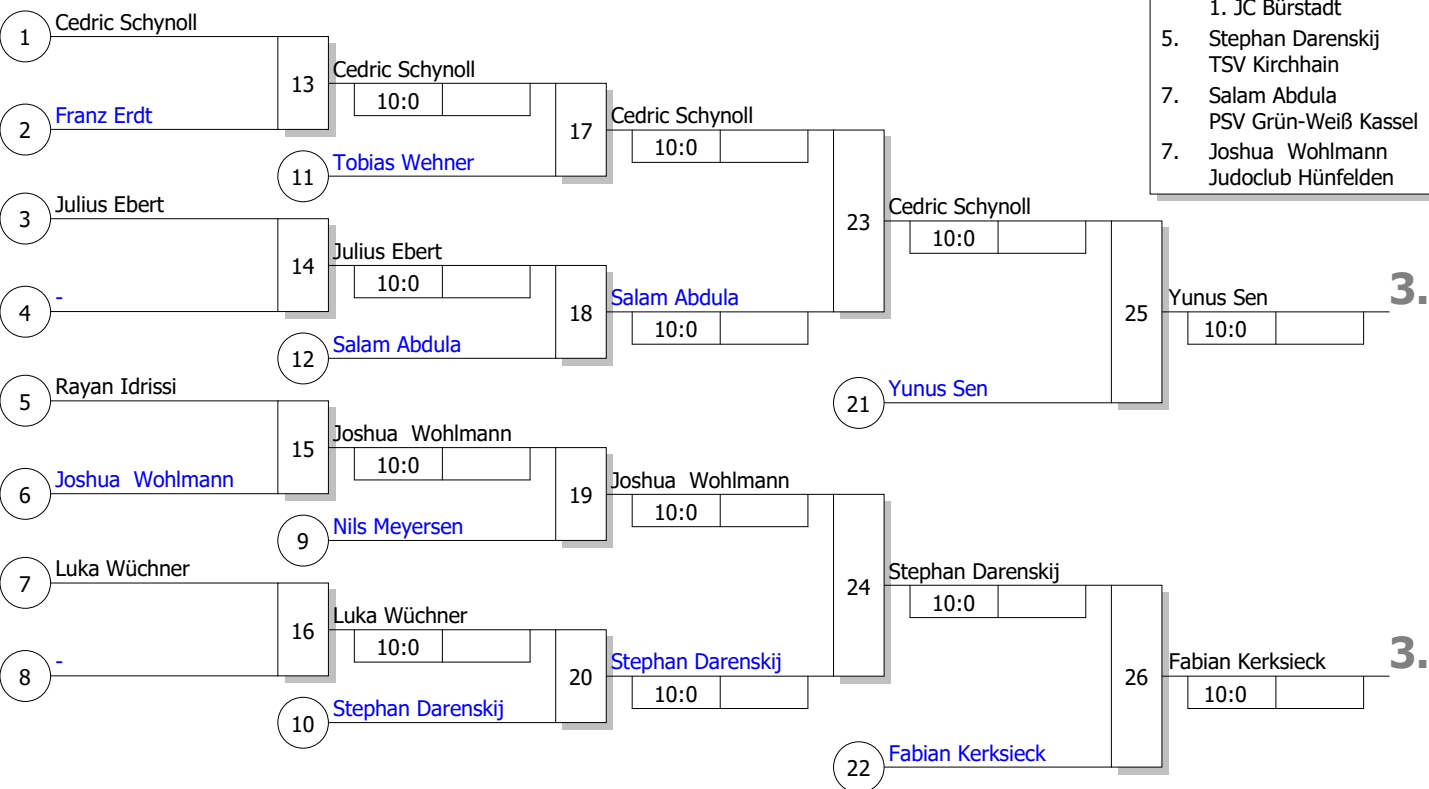 1. JC Bürstadt
5. Stephan Darenskij
TSV Kirchhain
7. Salam Abdula
PSV Grün-Weiß Kassel
7. Joshua Wohlmann
Judoclub Hünfelden
1 Cedric Schynoll
13 Cedric Schynoll
10:0
2 Franz Erdt
17 Cedric Schynoll
10:0
11 Tobias Wehner
3 Julius Ebert
23 Cedric Schynoll
10:0
14 Julius Ebert
10:0
4 -
18 Salam Abdula
10:0
12 Salam Abdula
25 Yunus Sen 3.
10:0
5 Rayan Idrissi
21 Yunus Sen
15 Joshua Wohlmann
10:0
6 Joshua Wohlmann
19 Joshua Wohlmann
10:0
9 Nils Meyersen
7 Luka Wüchner
24 Stephan Darenskij
10:0
16 Luka Wüchner
10:0
8 -
20 Stephan Darenskij
10:0
10 Stephan Darenskij
26 Fabian Kerksieck 3.
10:0
22 Fabian Kerksieck